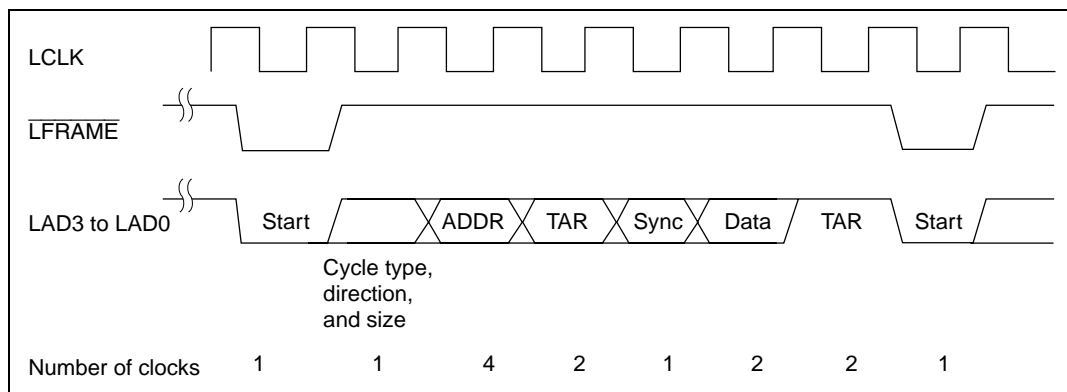 LCLK
LFRAME
LAD3 to LAD0 Start ADDR TAR Sync Data TAR Start
Cycle type,
direction,
and size
Number of clocks 1 1 4 2 1 2 2 1